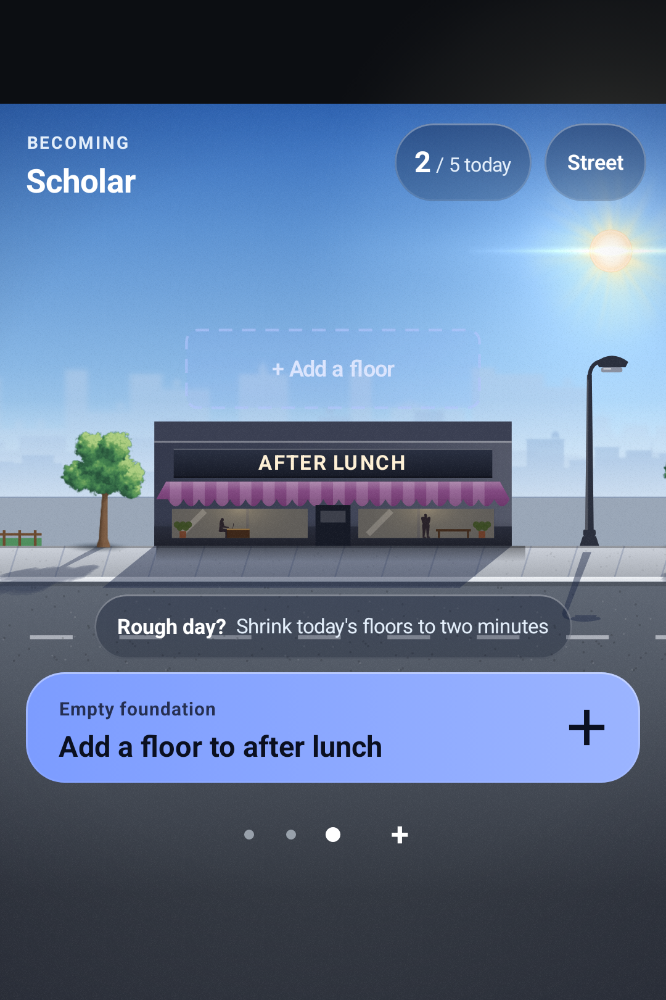 BECOMING
Scholar
2 / 5 today
Street
+ Add a floor
AFTER LUNCH
Rough day? Shrink today's floors to two minutes
Empty foundation
Add a floor to after lunch
+
+